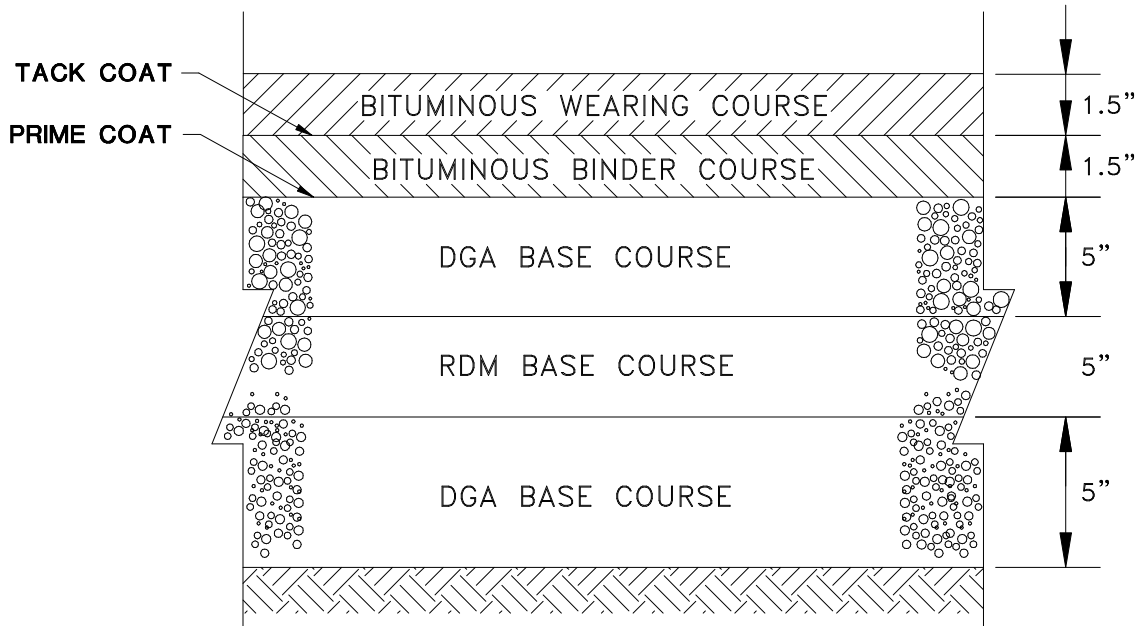 TACK COAT
BITUMINOUS WEARING COURSE
1.5”
PRIME COAT
BITUMINOUS BINDER COURSE
1.5”
DGA BASE COURSE
5”
RDM BASE COURSE
5”
DGA BASE COURSE
5”